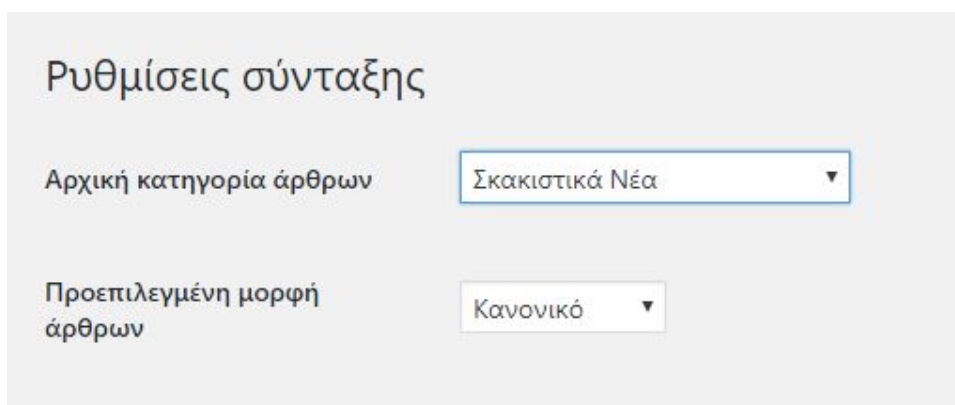 Ρυθμίσεις σύνταξης
Αρχική κατηγορία άρθρων
Σκακιστικά Νέα
Προεπιλεγμένη μορφή
άρθρων
Κανονικό